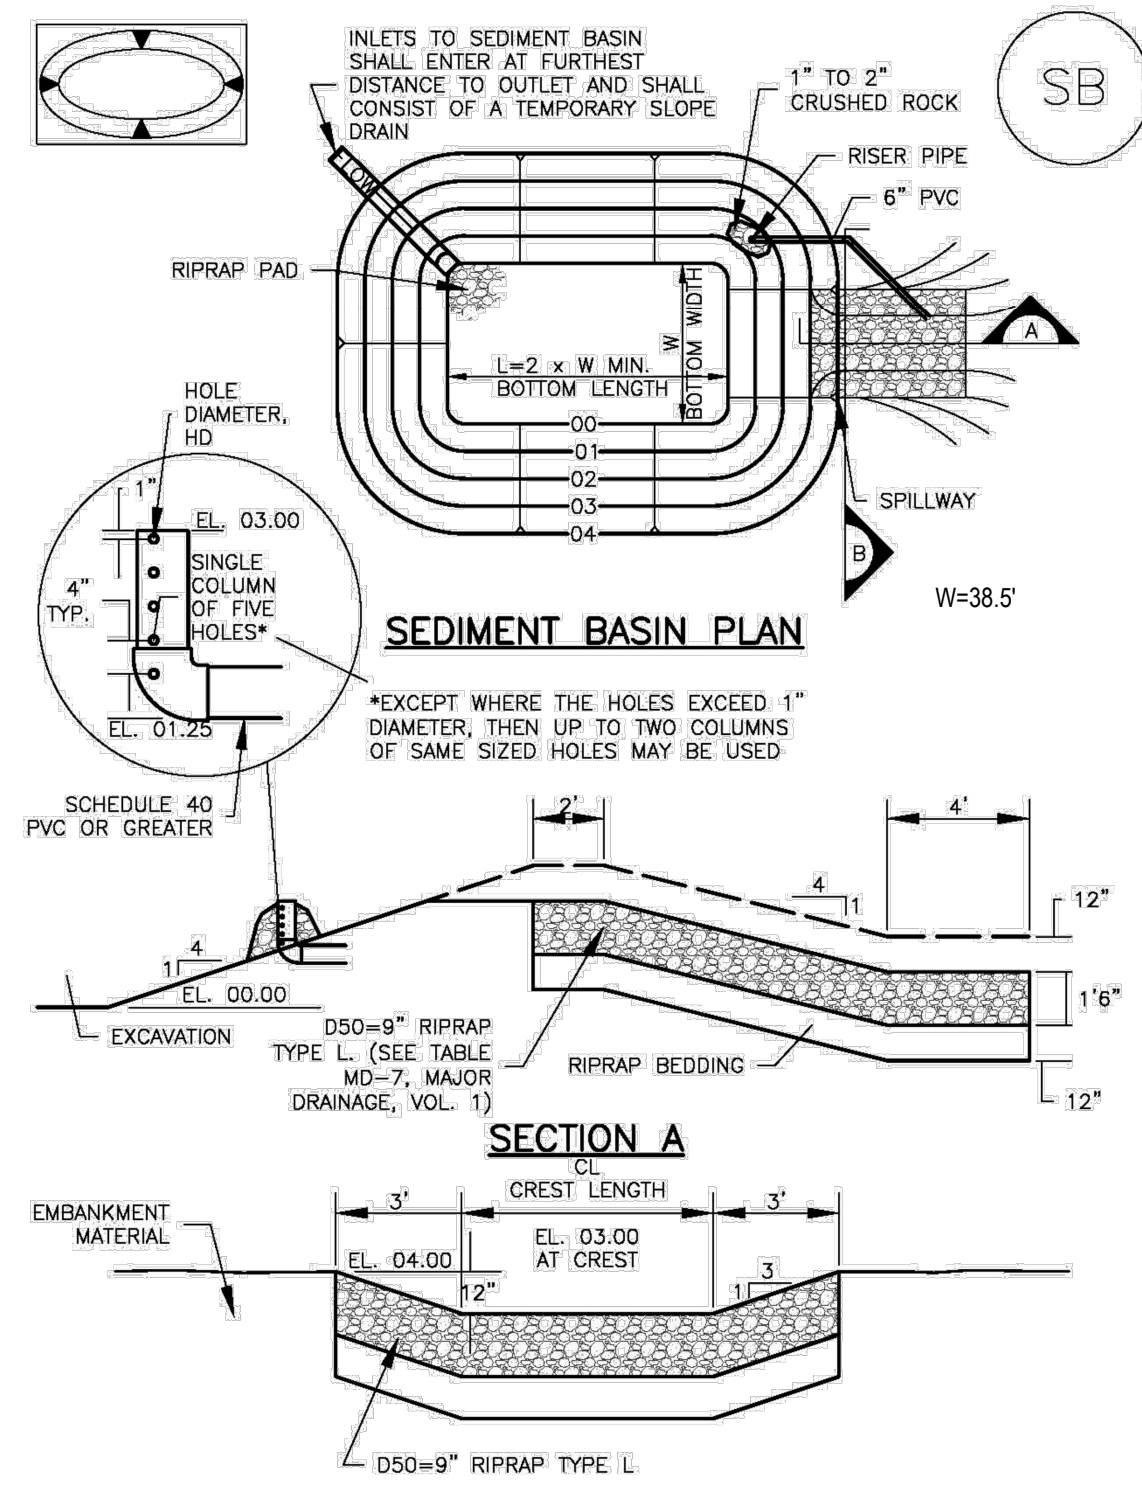 INLETS TO SEDIMENT BASIN
SHALL ENTER AT FURTHEST
DISTANCE TO OUTLET AND SHALL
CONSIST OF A TEMPORARY SLOPE
DRAIN
1" TO 2"
CRUSHED ROCK
SB
RISER PIPE
6" PVC
FLOW
RIPRAP PAD
A
W
BOTTOM WIDTH
L=2 x W MIN.
BOTTOM LENGTH
00
01
02
03
04
SPILLWAY
B
W=38.5'
HOLE
DIAMETER,
HD
1"
EL. 03.00
SINGLE
COLUMN
OF FIVE
HOLES*
4"
TYP.
EL. 01.25
SEDIMENT BASIN PLAN
*EXCEPT WHERE THE HOLES EXCEED 1"
DIAMETER, THEN UP TO TWO COLUMNS
OF SAME SIZED HOLES MAY BE USED
SCHEDULE 40
PVC OR GREATER
2'
4'
4
1
12"
4
1
EL. 00.00
1'6"
EXCAVATION
D50=9" RIPRAP
TYPE L. (SEE TABLE
MD-7, MAJOR
DRAINAGE, VOL. 1)
RIPRAP BEDDING
12"
SECTION A
CL
CREST LENGTH
3'
3'
EMBANKMENT
MATERIAL
EL. 04.00
EL. 03.00
AT CREST
12"
3
1
D50=9" RIPRAP TYPE L